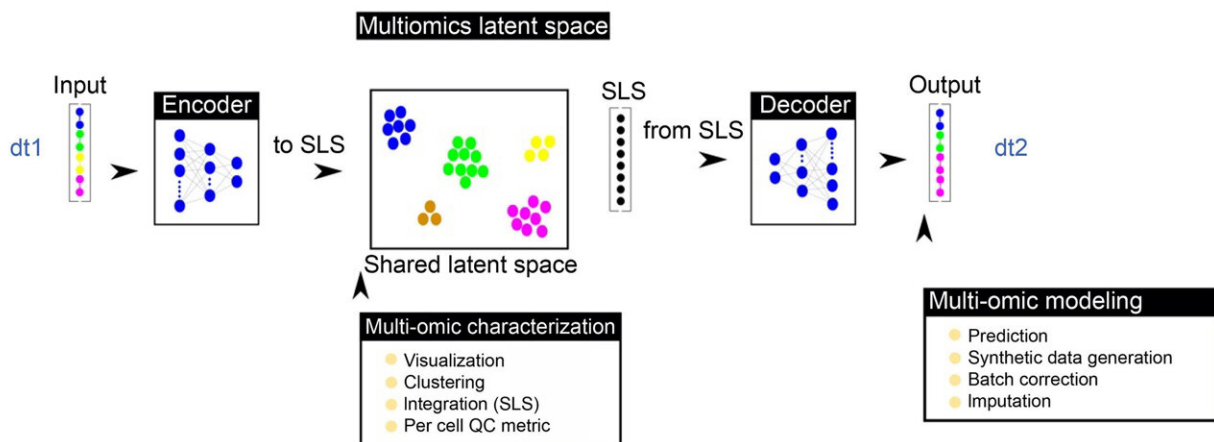 Multiomics latent space
Input
dt1
Encoder
to SLS
Shared latent space
SLS
from SLS
Decoder
Output
dt2
Multi-omic characterization
Visualization
Clustering
Integration (SLS)
Per cell QC metric
Multi-omic modeling
Prediction
Synthetic data generation
Batch correction
Imputation